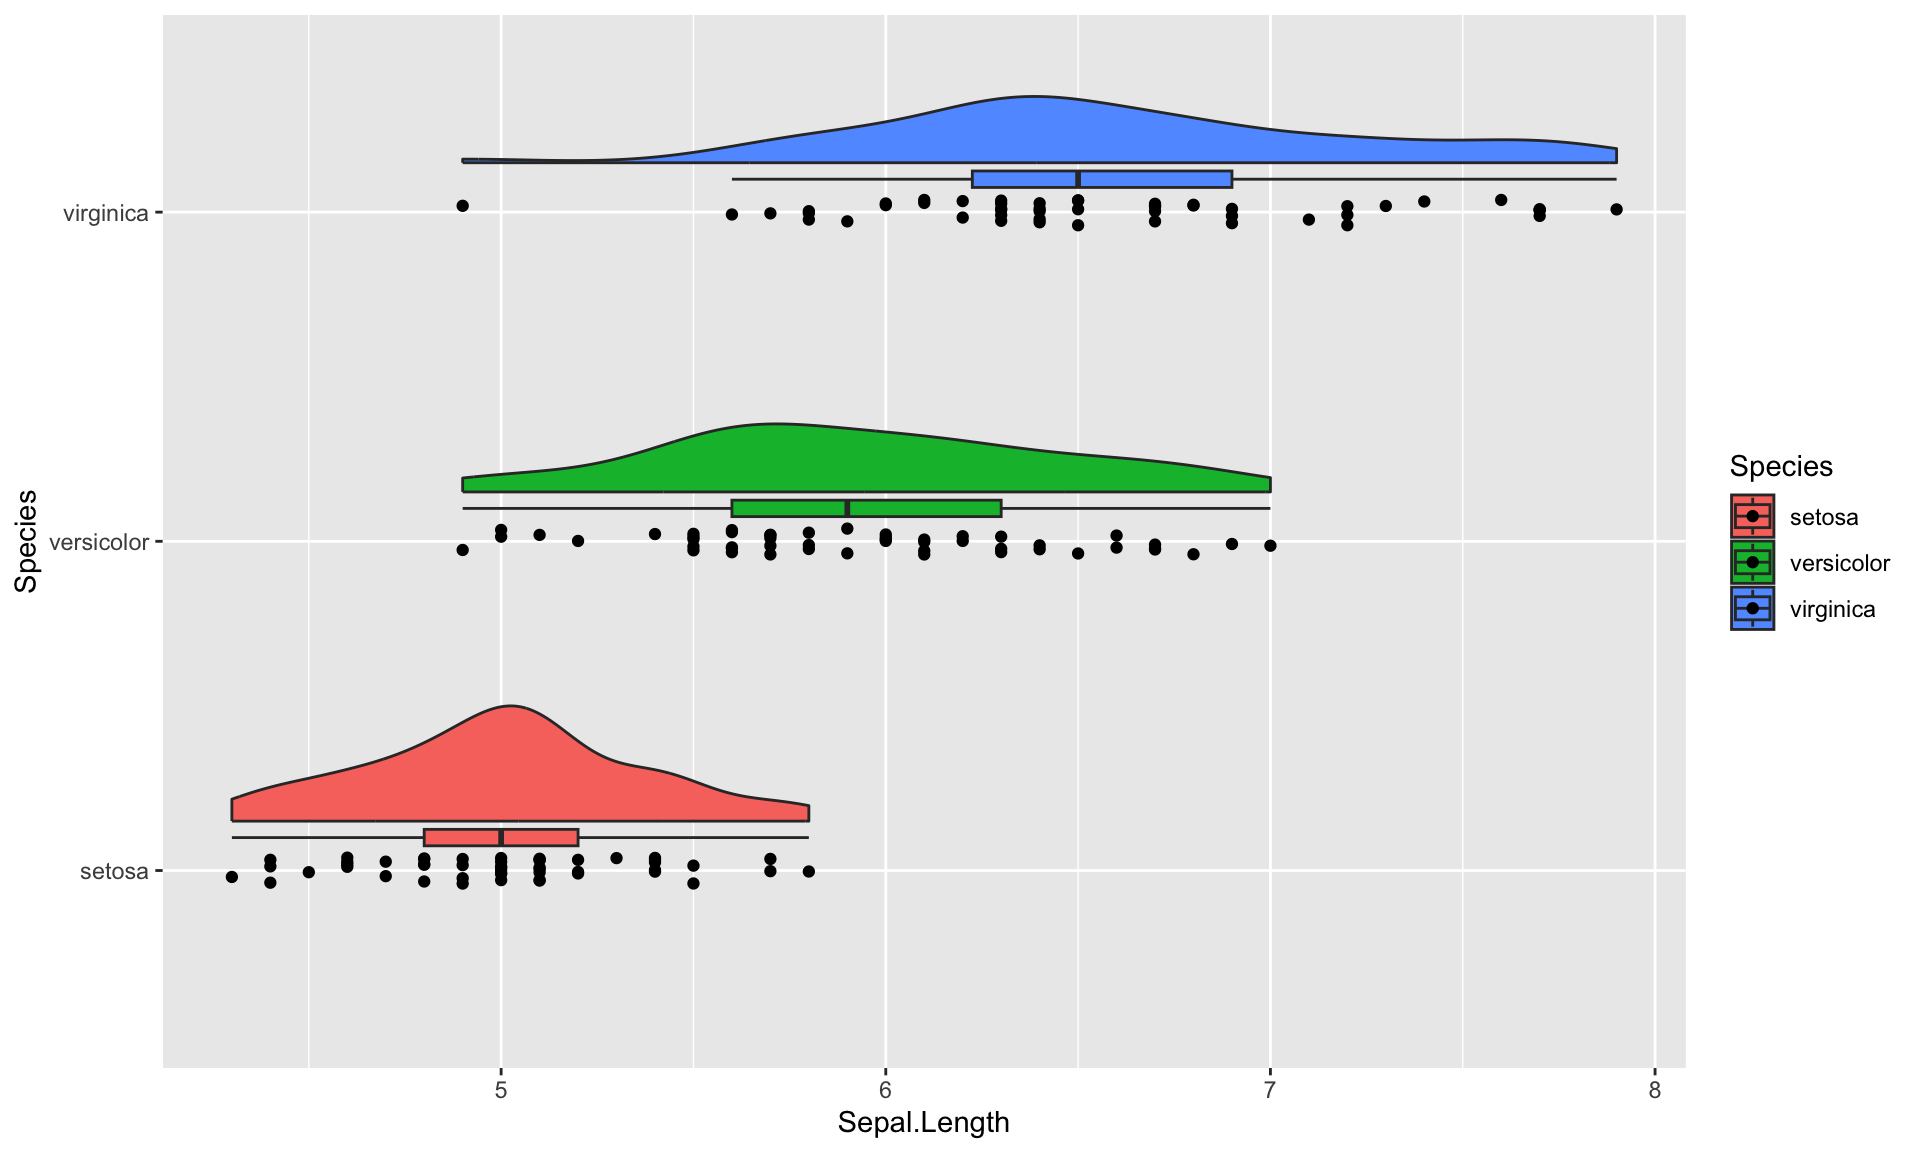 Species
virginica
versicolor
setosa
5
6
7
8
Sepal.Length
Species
setosa
versicolor
virginica